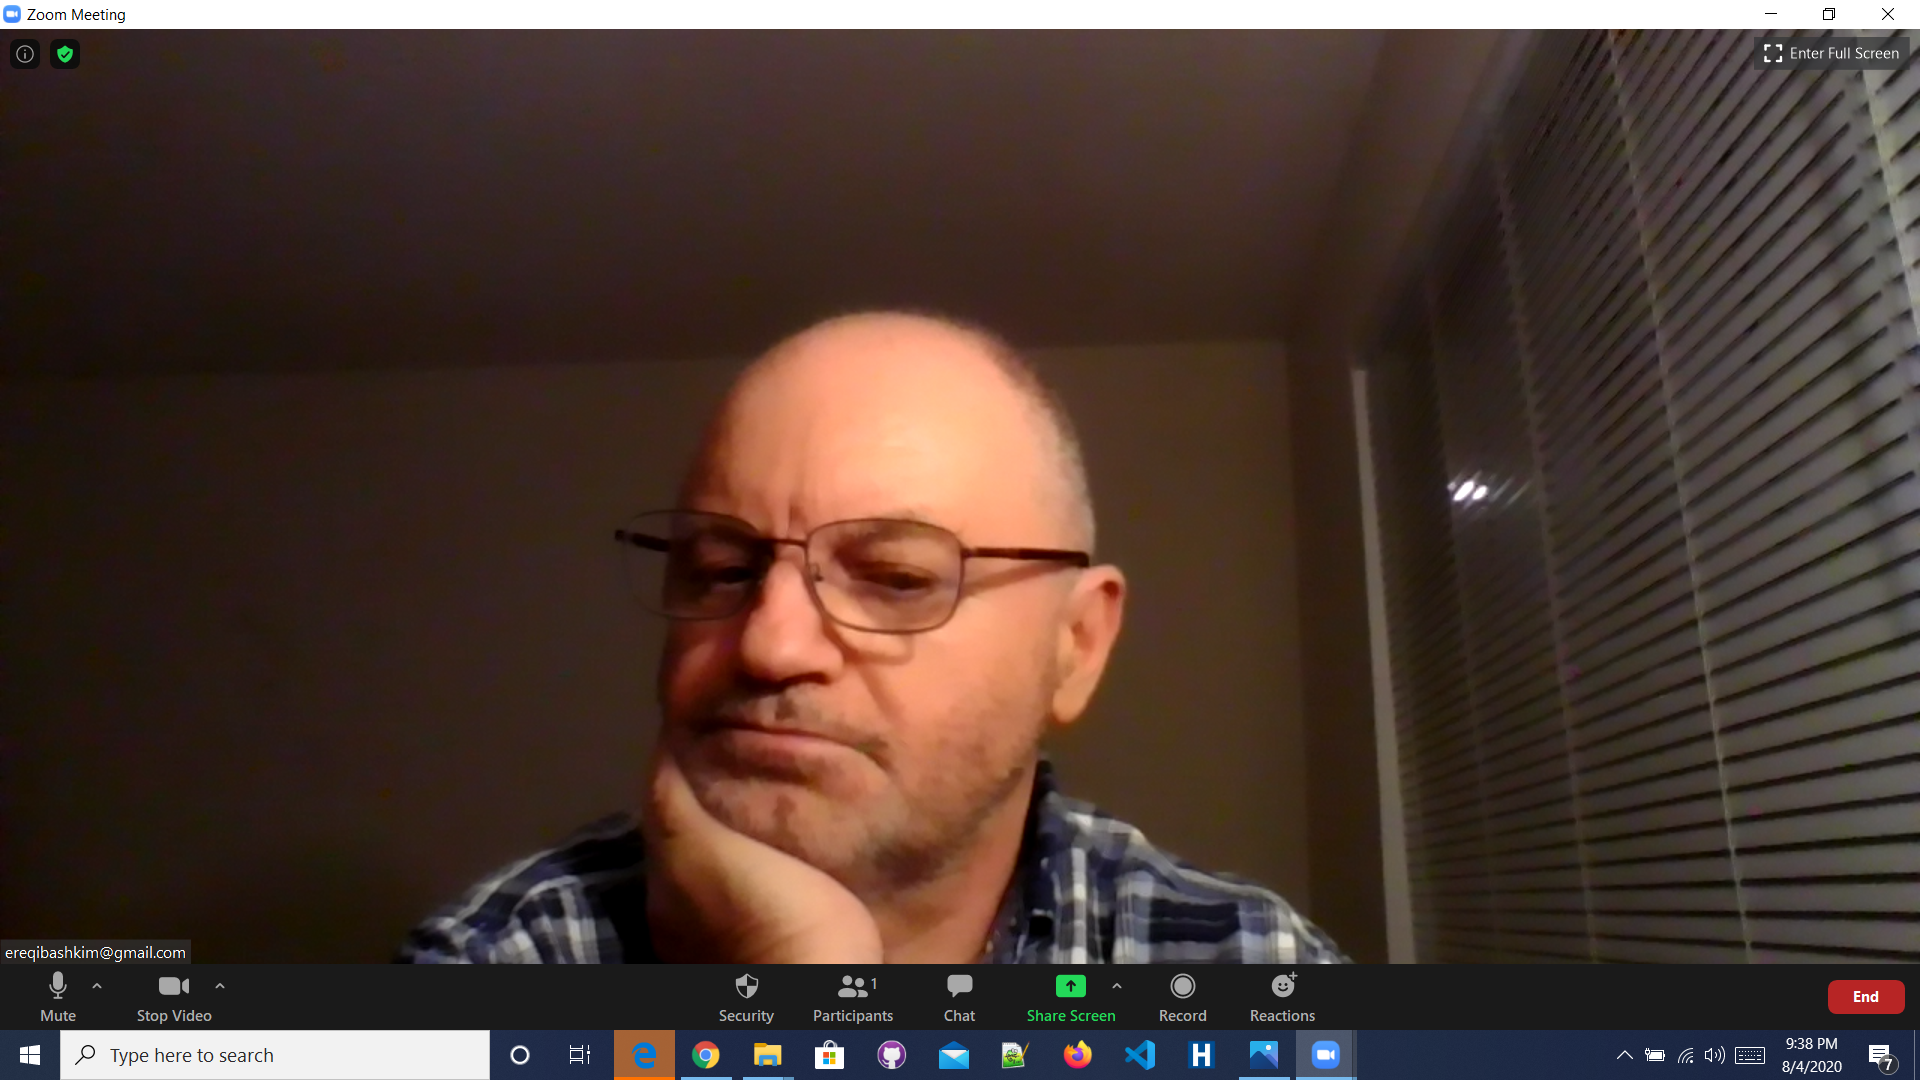 Zoom Meeting
Enter Full Screen
ereqibashkim@gmail.com
Mute
Stop Video
Security
Participants
1
Chat
Share Screen
Record
Reactions
End
Type here to search
H
9:38 PM
8/4/2020
7